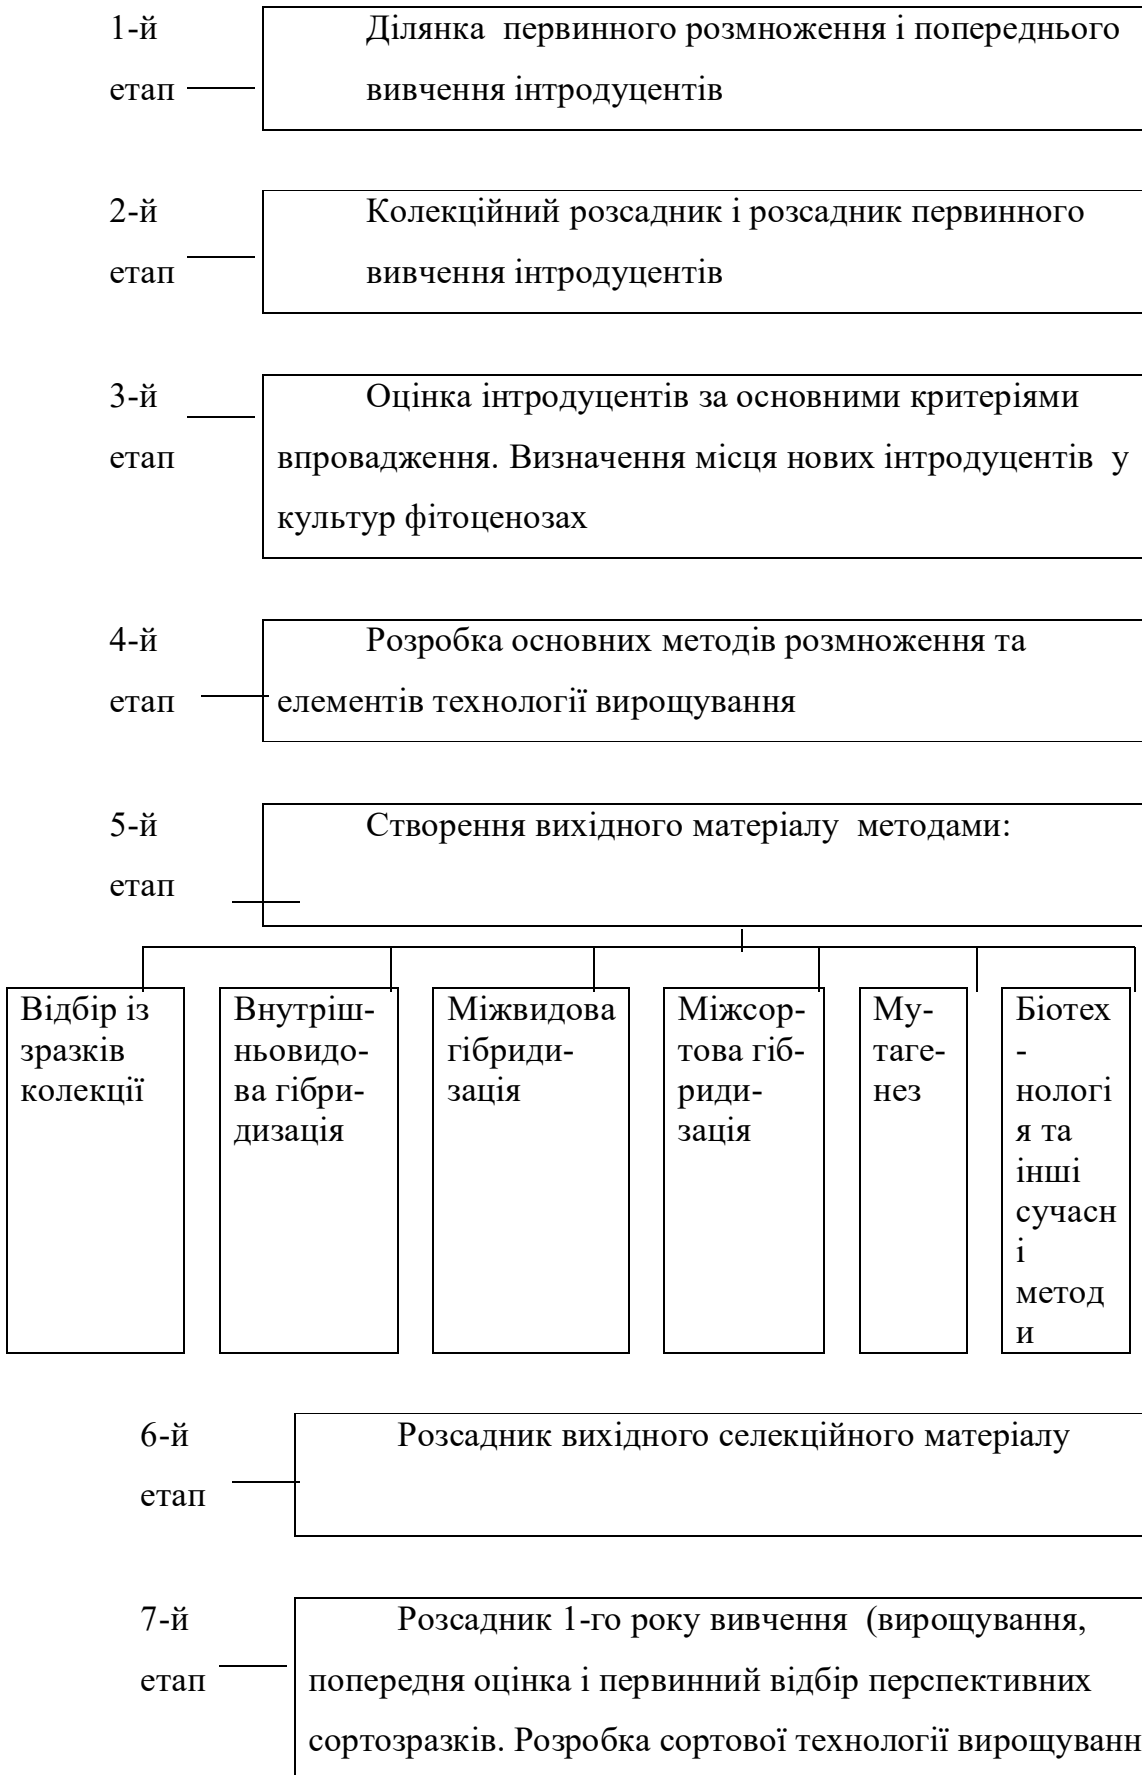 1-й
етап
Ділянка первинного розмноження і попереднього
вивчення інтродуцентів
2-й
етап
Колекційний розсадник і розсадник первинного
вивчення інтродуцентів
3-й
етап
Оцінка інтродуцентів за основними критеріями
впровадження. Визначення місця нових інтродуцентів у
культур фітоценозах
4-й
етап
Розробка основних методів розмноження та
елементів технології вирощування
5-й
етап
Створення вихідного матеріалу методами:
Відбір із
зразків
колекції
Внутріш-
ньовидо-
ва гібри-
дизація
Міжвидова
гібриди-
зація
Міжсор-
това гіб-
риди-
зація
Му-
таге-
нез
Біотех
-
нологі
я та
інші
сучасн
і
метод
и
6-й
етап
Розсадник вихідного селекційного матеріалу
7-й
етап
Розсадник 1-го року вивчення (вирощування,
попередня оцінка і первинний відбір перспективних
сортозразків. Розробка сортової технології вирощуванн